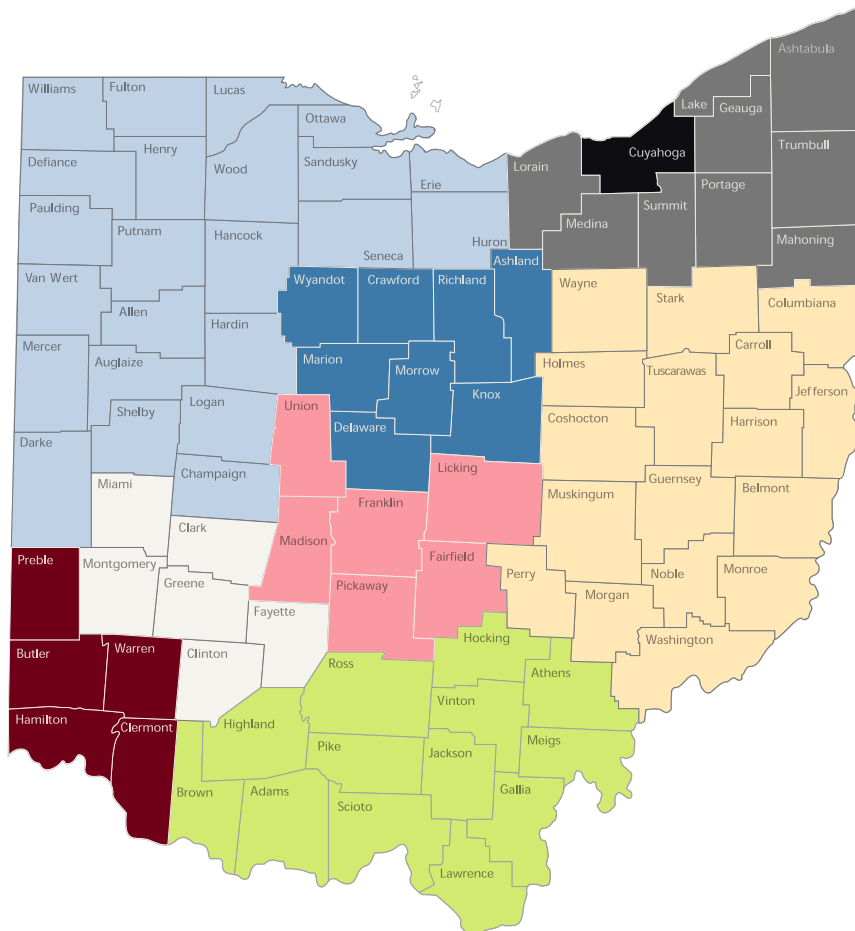 Ashtabula
Williams
Fulton
Lucas
Lake
Geauga
Ottawa
Henry
Cuyahoga
Trumbull
Defiance
Wood
Sandusky
Lorain
Erie
Portage
Paulding
Summit
Putnam
Medina
Hancock
Huron
Mahoning
Seneca
Ashland
Van Wert
Wyandot
Crawford
Richland
Wayne
Stark
Columbiana
Allen
Hardin
Mercer
Carroll
Auglaize
Marion
Morrow
Holmes
Tuscarawas
Jefferson
Knox
Logan
Union
Shelby
Coshocton
Harrison
Delaware
Darke
Champaign
Licking
Miami
Guernsey
Belmont
Muskingum
Franklin
Clark
Madison
Preble
Montgomery
Fairfield
Greene
Perry
Noble
Monroe
Pickaway
Morgan
Fayette
Washington
Hocking
Butler
Warren
Clinton
Ross
Athens
Vinton
Hamilton
Clermont
Highland
Meigs
Pike
Jackson
Gallia
Brown
Adams
Scioto
Lawrence